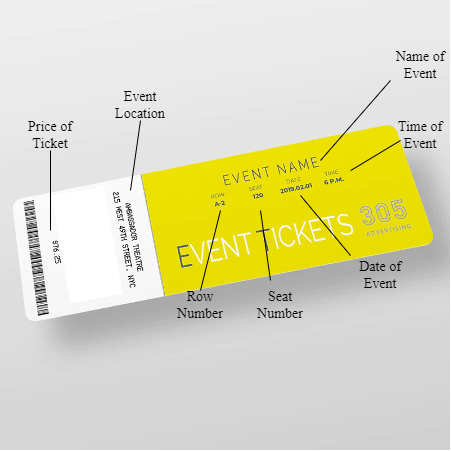 Name of
Event
Event
Location
Price of
Ticket
Time of
Event
EVENT NAME
ROW
SEAT
DATE
TIME
A-2
120
2019.02.01
6 P.M.
AMBASSADOR THEATRE
215 WEST 49TH STREET, NYC
976.25
EVENT TICKETS
305
ADVERTISING
Date of
Event
Row
Number
Seat
Number